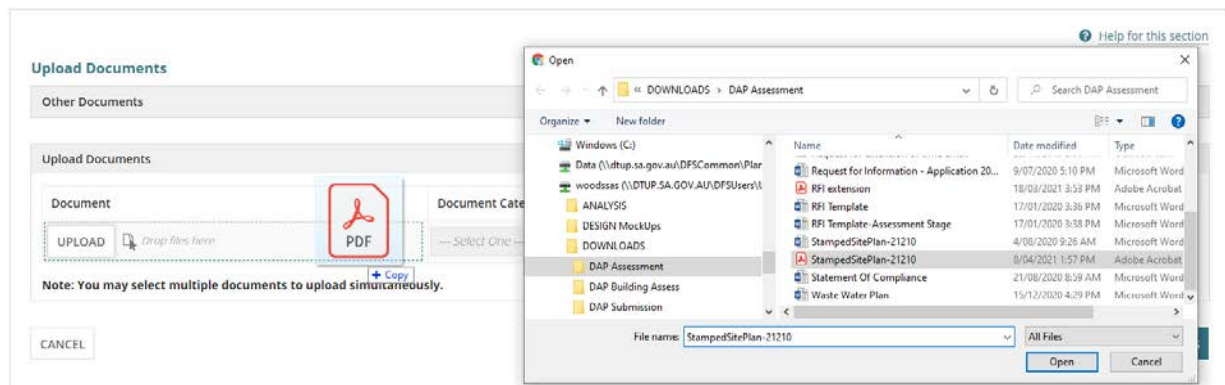 Help for this section
Upload Documents
Other Documents
Upload Documents
Document
Document Cate
UPLOAD
Drop files here
PDF
--- Select One ---
+ Copy
Note: You may select multiple documents to upload simultaneously.
CANCEL
Open
« DOWNLOADS > DAP Assessment
Search DAP Assessment
Organize
New folder
Windows (C:)
Data (\\dtup.sa.gov.au\DFSCommon\Plar
woodssas (\\DTUP.SA.GOV.AU\DFSUsers\
ANALYSIS
DESIGN MockUps
DOWNLOADS
DAP Assessment
DAP Building Assess
DAP Submission
Name Date modified Type
Request for Information - Application 20... 9/07/2020 5:10 PM Microsoft Word
RFI extension 18/03/2021 3:53 PM Adobe Acrobat
RFI Template 17/01/2020 3:36 PM Microsoft Word
RFI Template-Assessment Stage 17/01/2020 3:38 PM Microsoft Word
StampedSitePlan-21210 4/08/2020 9:26 AM Microsoft Word
StampedSitePlan-21210 8/04/2021 1:57 PM Adobe Acrobat
Statement Of Compliance 21/08/2020 8:59 AM Microsoft Word
Waste Water Plan 15/12/2020 4:29 PM Microsoft Word
File name: StampedSitePlan-21210
All Files
Open
Cancel